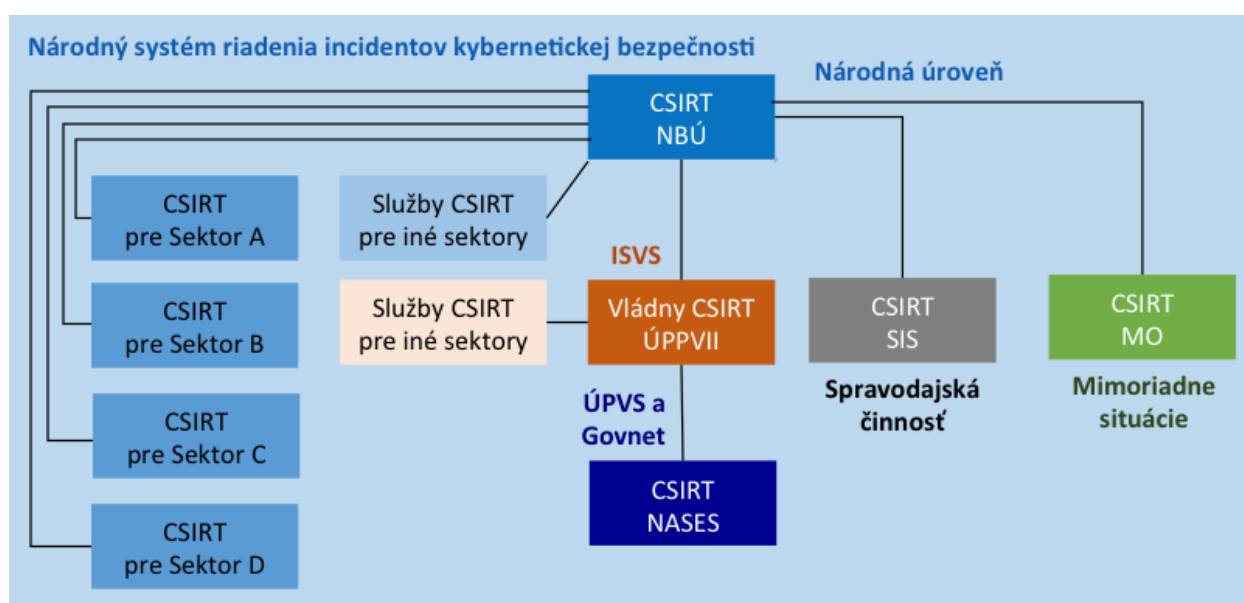 Národný systém riadenia incidentov kybernetickej bezpečnosti
Národná úroveň
CSIRT
NBÚ
CSIRT
pre Sektor A
Služby CSIRT
pre iné sektory
ISVS
CSIRT
pre Sektor B
Služby CSIRT
pre iné sektory
Vládny CSIRT
ÚPPVII
CSIRT
SIS
CSIRT
MO
Spravodajská
činnosť
Mimoriadne
situácie
ÚPVS a
Govnet
CSIRT
pre Sektor C
CSIRT
NASES
CSIRT
pre Sektor D